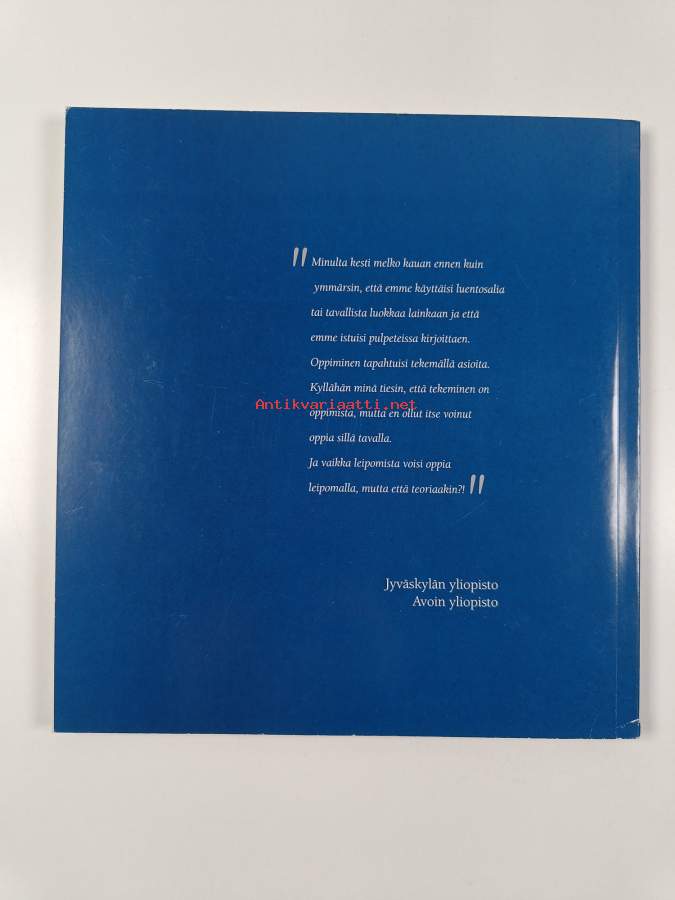 "Minulta kesti melko kauan ennen kuin
ymmärsin, että emme käyttäisi luentosalia
tai tavallista luokkaa lainkaan ja että
emme istuisi pulpeteissa kirjoittaen.
Oppiminen tapahtuisi tekemällä asioita.
Kyllähän minä tiesin, että tekeminen on
Antikvariaatti.net
oppimista, mutta en ollut itse voinut
oppia sillä tavalla.
Ja vaikka leipomista voisi oppia
leipomalla, mutta että teoriaakin?!"
Jyväskylän yliopisto
Avoin yliopisto